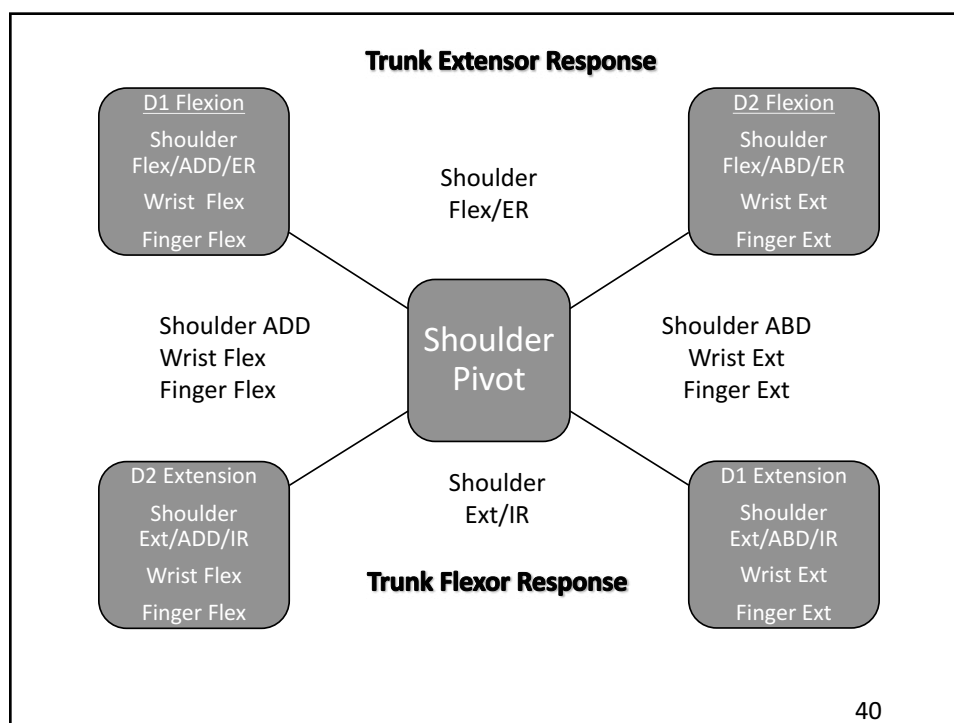 Trunk Extensor Response
D1 Flexion
Shoulder
Flex/ADD/ER
Wrist Flex
Finger Flex
Shoulder
Flex/ER
D2 Flexion
Shoulder
Flex/ABD/ER
Wrist Ext
Finger Ext
Shoulder ADD
Wrist Flex
Finger Flex
Shoulder
Pivot
Shoulder ABD
Wrist Ext
Finger Ext
D2 Extension
Shoulder
Ext/ADD/IR
Wrist Flex
Finger Flex
Shoulder
Ext/IR
Trunk Flexor Response
D1 Extension
Shoulder
Ext/ABD/IR
Wrist Ext
Finger Ext
40